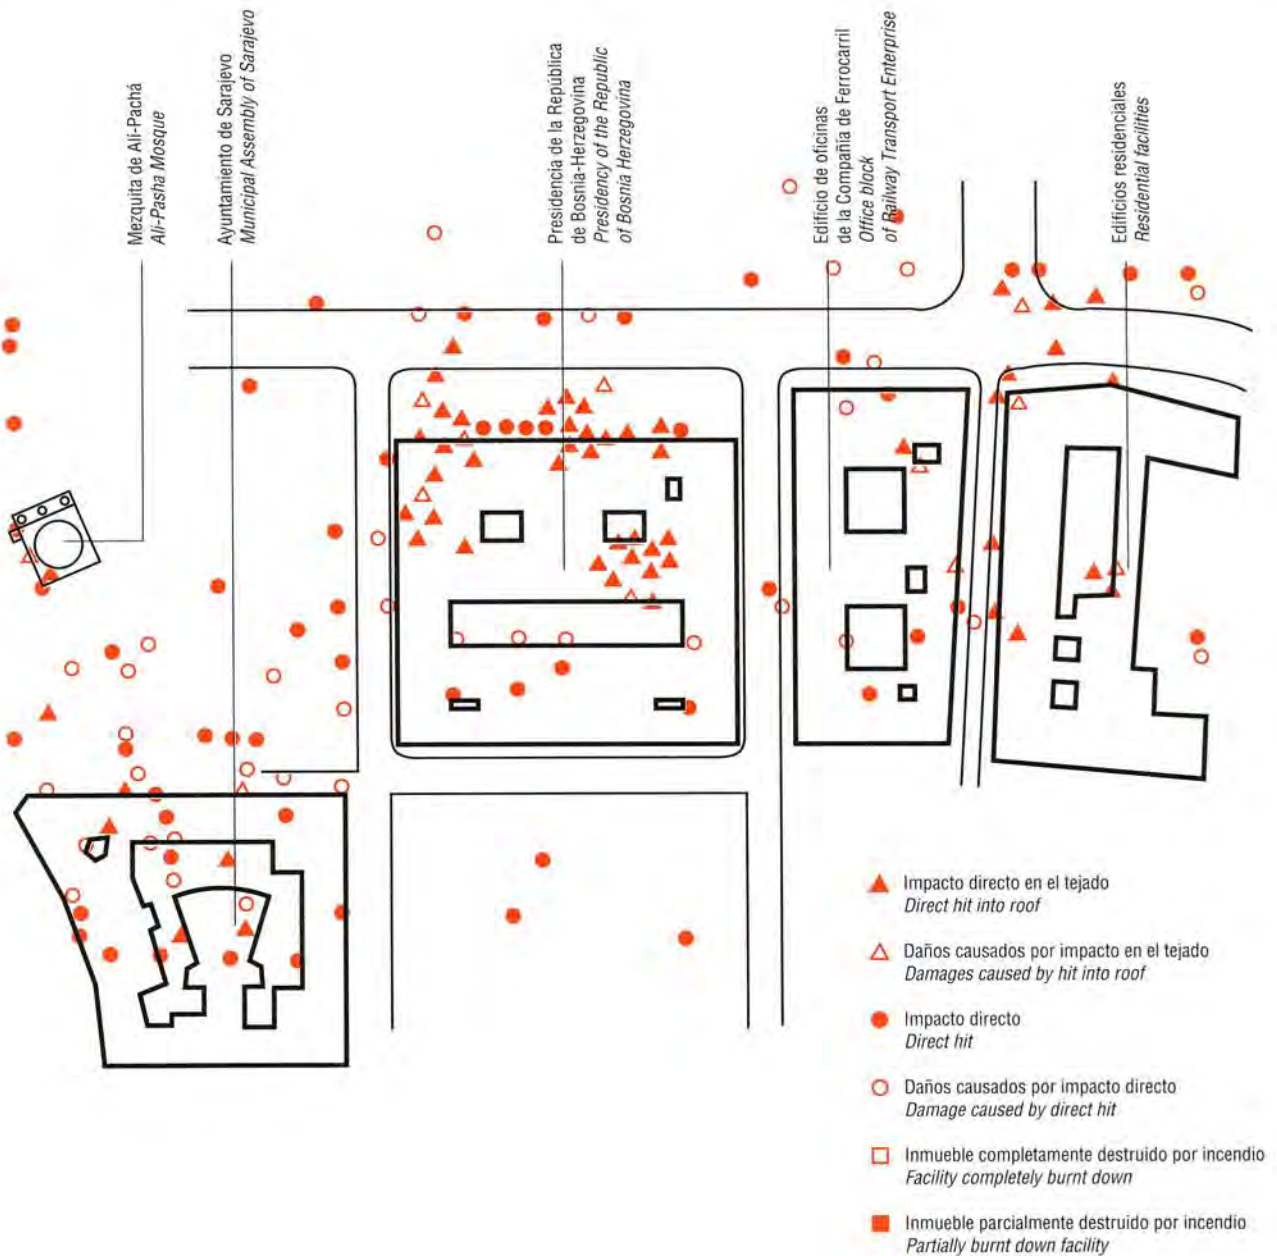 Mezquita de Alí-Pachá
Ali-Pasha Mosque
Ayuntamiento de Sarajevo
Municipal Assembly of Sarajevo
Presidencia de la República
de Bosnia-Herzegovina
Presidency of the Republic
of Bosnia Herzegovina
Edificio de oficinas
de la Compañía de Ferrocarril
Office block
of Railway Transport Enterprise
Edificios residenciales
Residential facilities
Impacto directo en el tejado
Direct hit into roof
Daños causados por impacto en el tejado
Damages caused by hit into roof
Impacto directo
Direct hit
Daños causados por impacto directo
Damage caused by direct hit
Inmueble completamente destruido por incendio
Facility completely burnt down
Inmueble parcialmente destruido por incendio
Partially burnt down facility